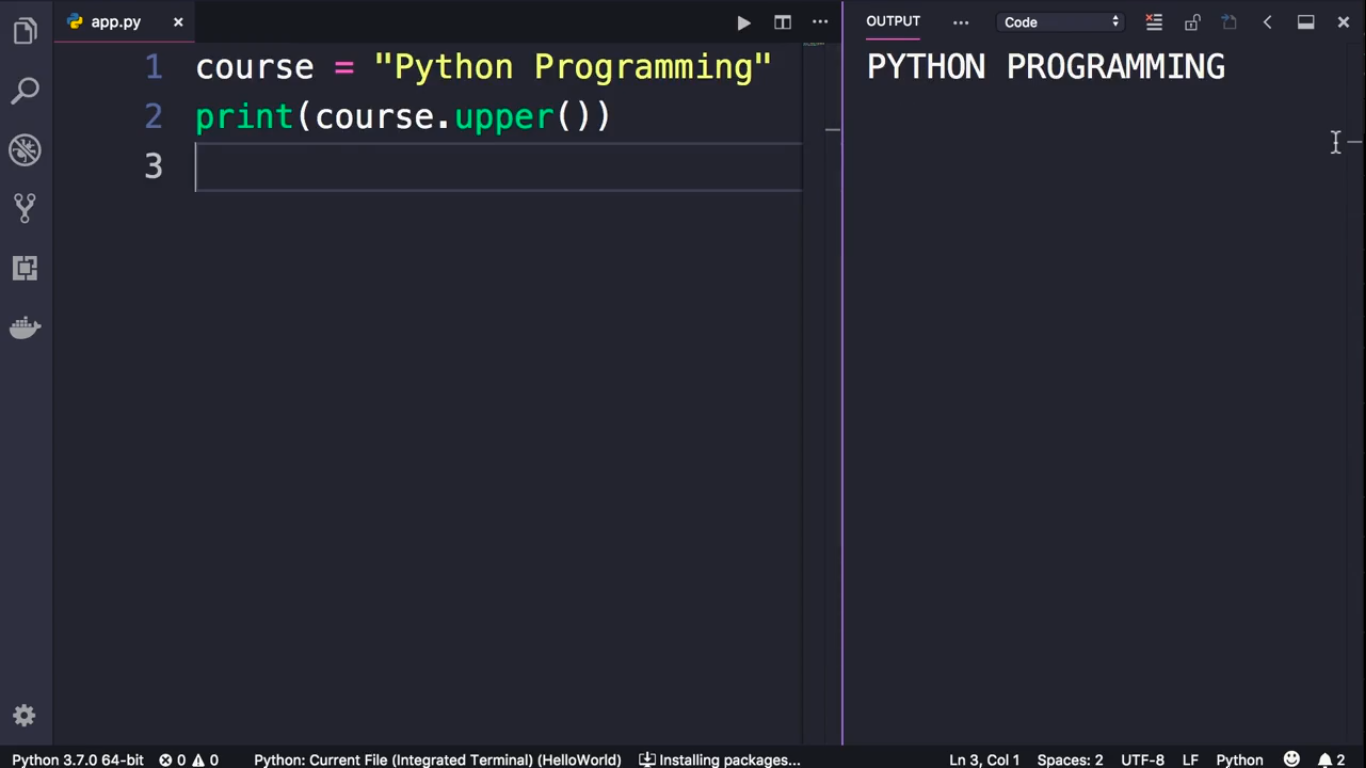 app.py
OUTPUT
Code
1 course = "Python Programming"
2 print(course.upper())
3
PYTHON PROGRAMMING
Python 3.7.0 64-bit 0 0 Python: Current File (Integrated Terminal) (HelloWorld) Installing packages... Ln 3, Col 1 Spaces: 2 UTF-8 LF Python 2